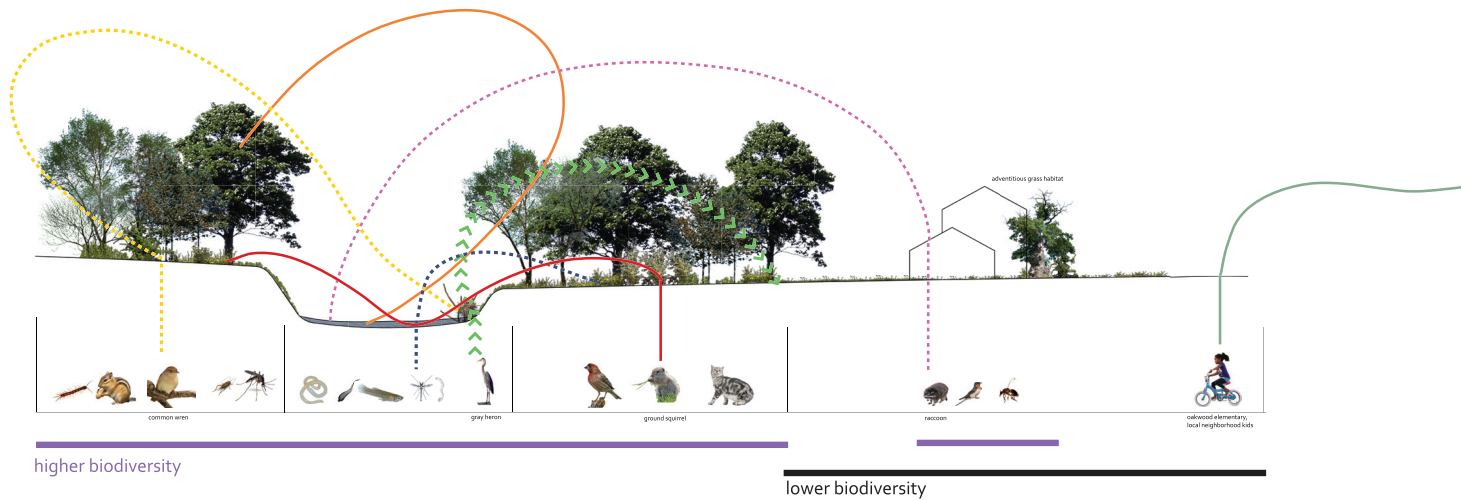 adventitious grass habitat
common wren
gray heron
ground squirrel
raccoon
oakwood elementary,
local neighborhood kids
higher biodiversity
lower biodiversity